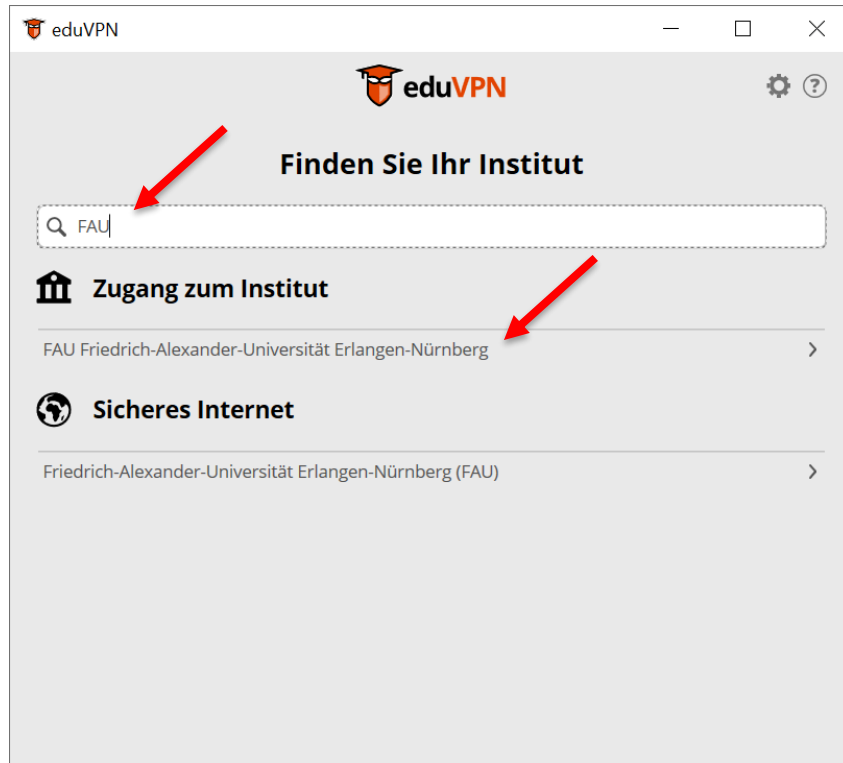 eduVPN
eduVPN
Finden Sie Ihr Institut
FAU
Zugang zum Institut
FAU Friedrich-Alexander-Universität Erlangen-Nürnberg
Sicheres Internet
Friedrich-Alexander-Universität Erlangen-Nürnberg (FAU)